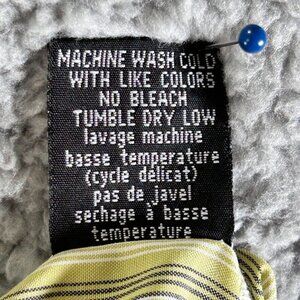 MACHINE WASH COLD
WITH LIKE COLORS
NO BLEACH
TUMBLE DRY LOW
lavage machine
basse temperature
(cycle délicat)
pas de javel
sechage à basse
temperature